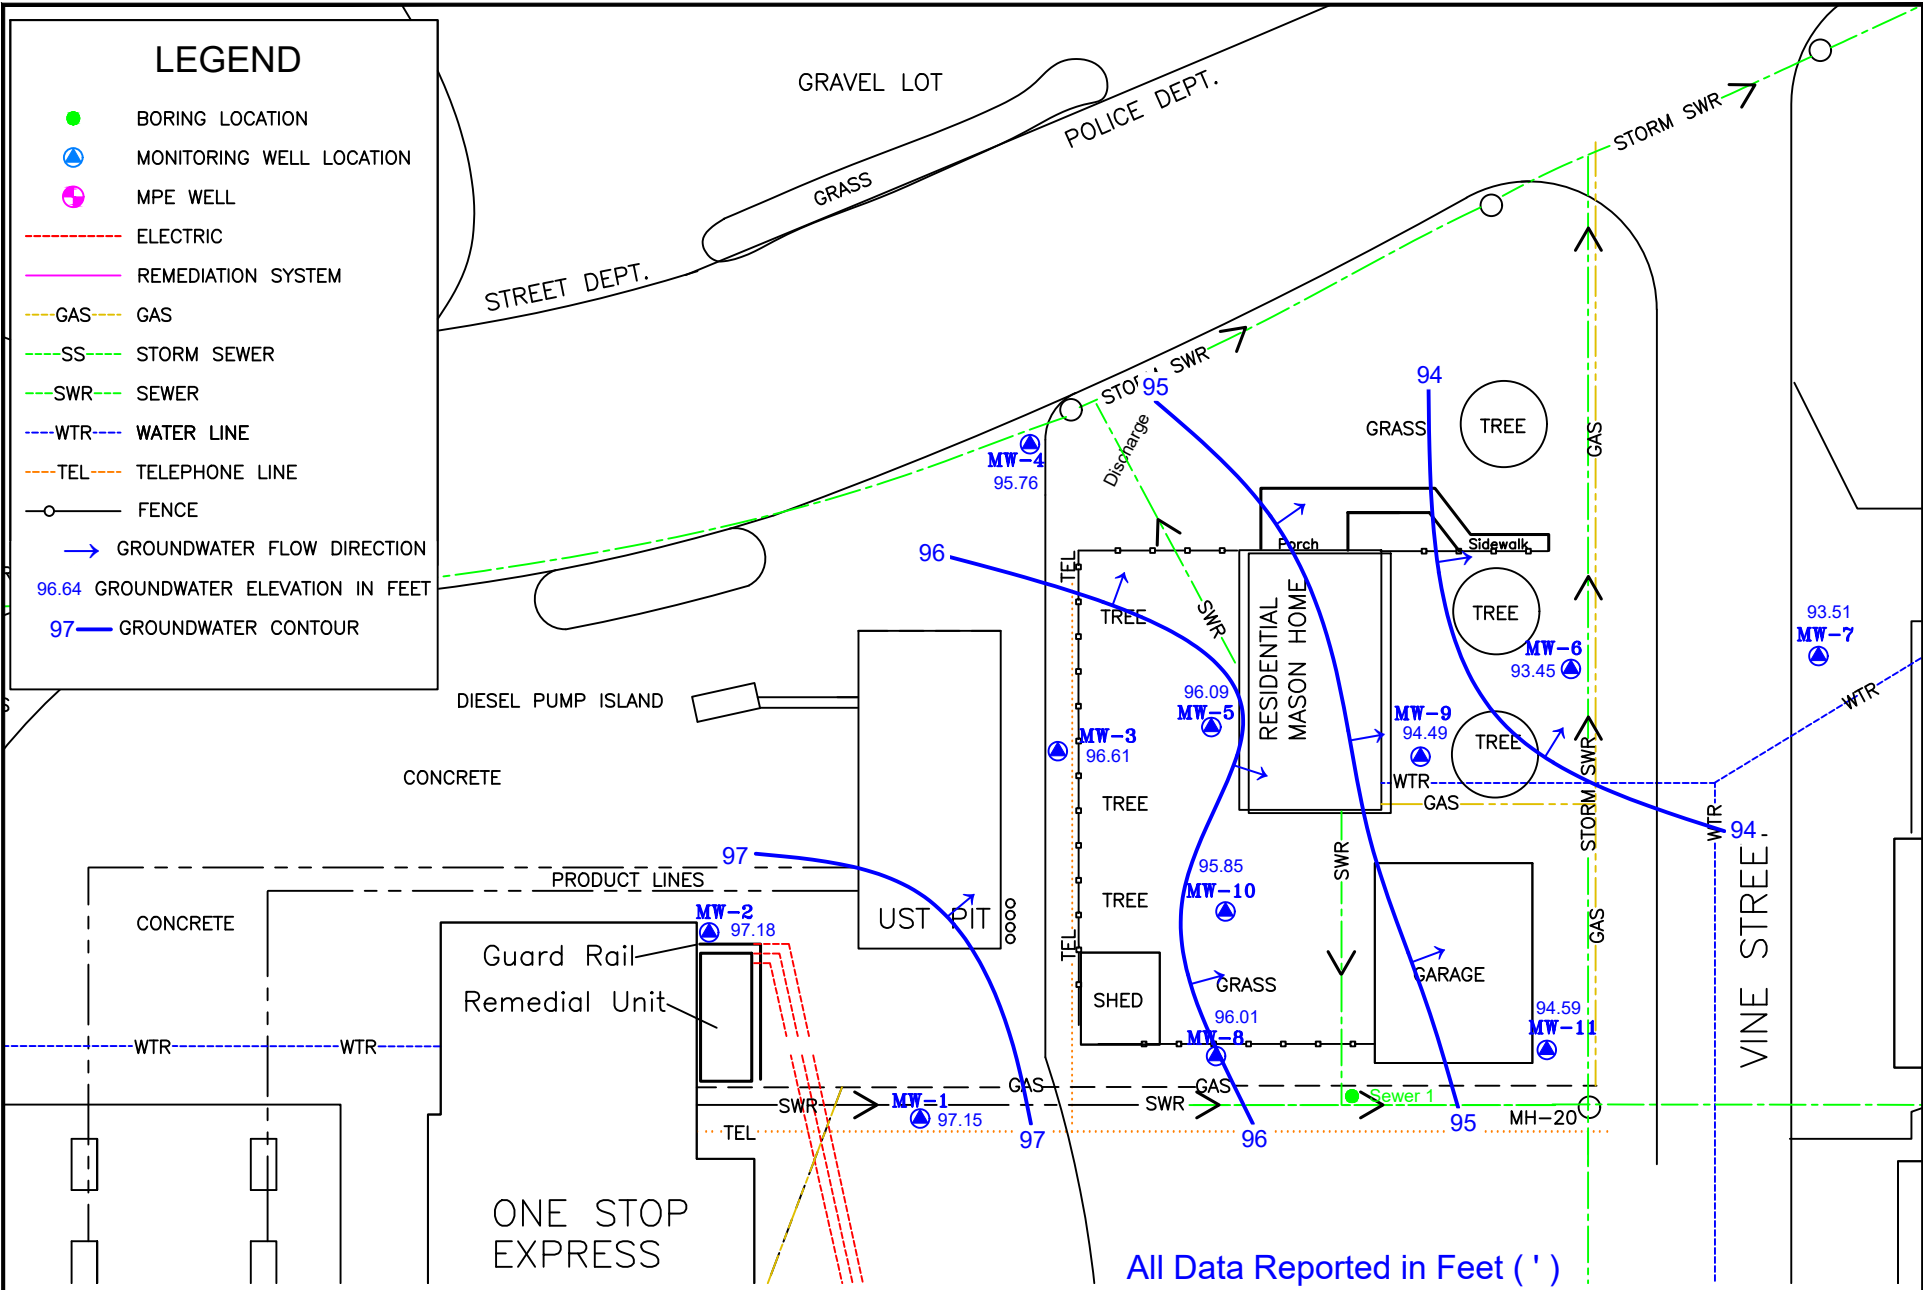 LEGEND
BORING LOCATION
MONITORING WELL LOCATION
MPE WELL
ELECTRIC
REMEDIATION SYSTEM
GAS GAS
SS STORM SEWER
SWR SEWER
WTR WATER LINE
TEL TELEPHONE LINE
FENCE
GROUNDWATER FLOW DIRECTION
96.64 GROUNDWATER ELEVATION IN FEET
97 GROUNDWATER CONTOUR
GRAVEL LOT
GRASS
POLICE DEPT.
STREET DEPT.
STORM SWR
STORM SWR
95
94
GRASS
TREE
GAS
Discharge
MW-4
95.76
96
TEL
Porch
Sidewalk
TREE
SWR
RESIDENTIAL
MASON HOME
TREE
MW-6
93.45
93.51
MW-7
WTR
DIESEL PUMP ISLAND
96.09
MW-5
MW-3
96.61
MW-9
94.49
TREE
CONCRETE
WTR
GAS
TREE
STORM SWR
WTR
94
97
PRODUCT LINES
95.85
MW-10
SWR
TREE
CONCRETE
MW-2
97.18
UST PIT
TEL
GAS
VINE STREET
Guard Rail
Remedial Unit
SHED
GRASS
GARAGE
96.01
MW-8
94.59
MW-11
WTR
WTR
GAS
GAS
SWR
MW-1
97.15
SWR
Sewer 1
MH-20
TEL
97
96
95
ONE STOP
EXPRESS
All Data Reported in Feet ( ' )